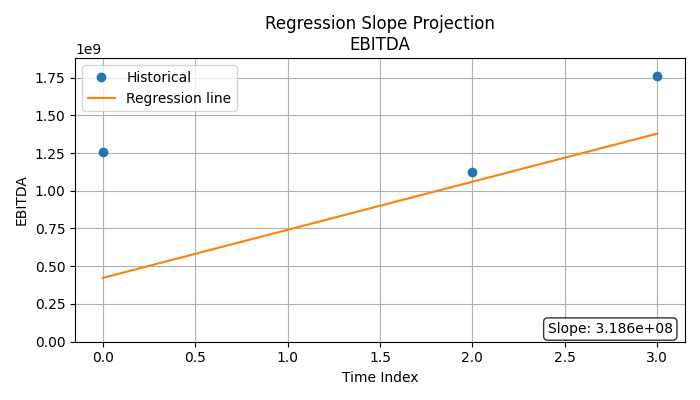 Regression Slope Projection
EBITDA
1e9
Historical
Regression line
1.75
1.50
1.25
1.00
0.75
0.50
0.25
0.00
EBITDA
Slope: 3.186e+08
0.0 0.5 1.0 1.5 2.0 2.5 3.0
Time Index